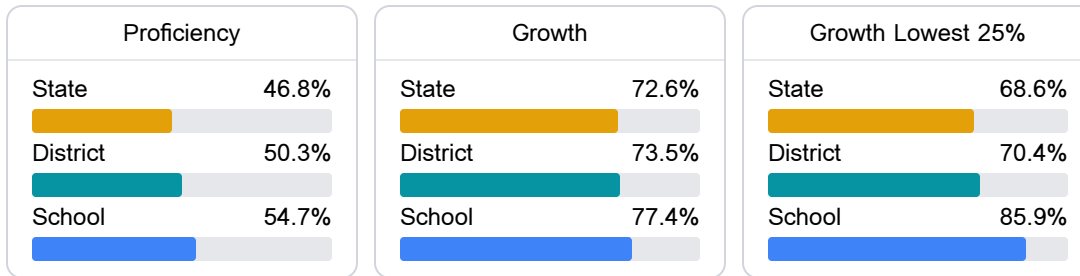 Proficiency
State 46.8%
District 50.3%
School 54.7%
Growth
State 72.6%
District 73.5%
School 77.4%
Growth Lowest 25%
State 68.6%
District 70.4%
School 85.9%